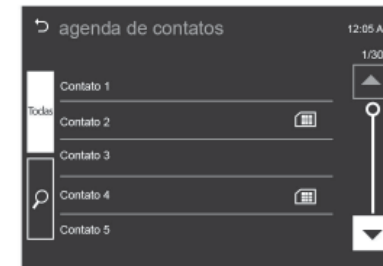 agenda de contatos
12:05 A
1/30
Contato 1
Todas
Contato 2
Contato 3
Contato 4
Contato 5